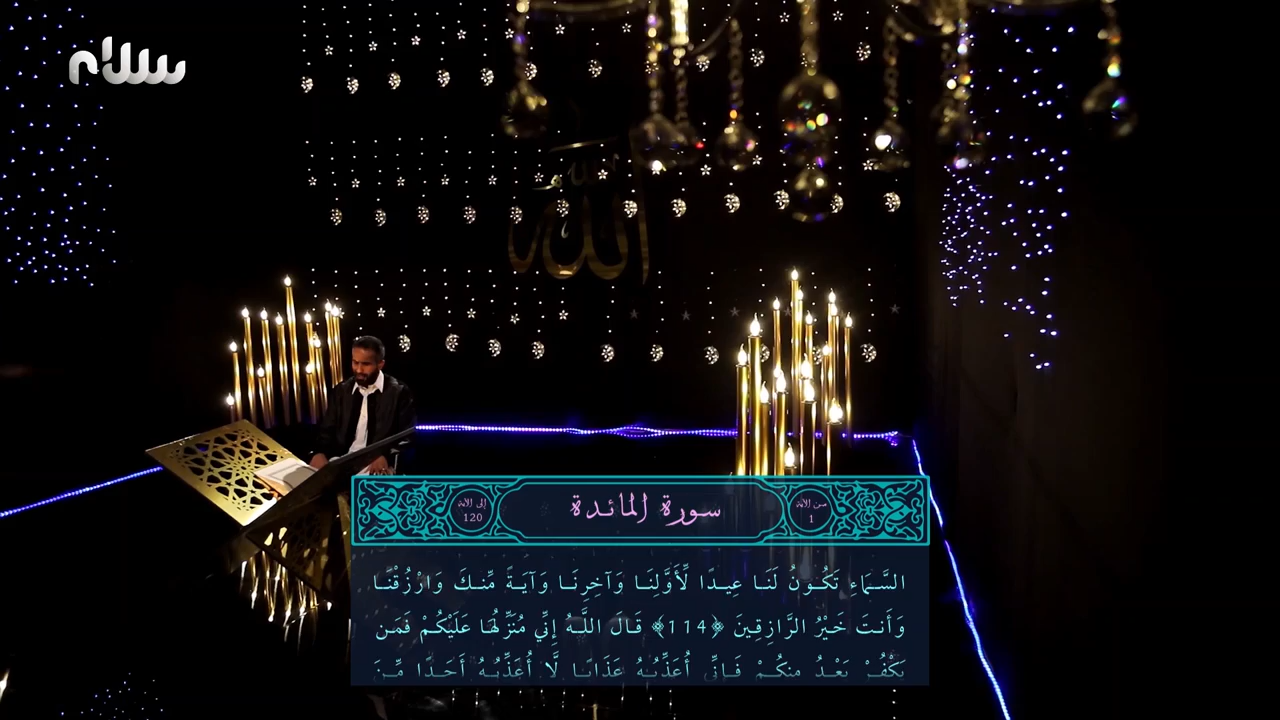 سلام
الله
سورة المائدة
من الآية
1
إلى الآية
120
السَّمَاءِ تَكُونُ لَنَا عِيدًا لِّأَوَّلِنَا وَآخِرِنَا وَآيَةً مِّنكَ وَارْزُقْنَا
وَأَنتَ خَيْرُ الرَّازِقِينَ ﴿114﴾ قَالَ اللَّهُ إِنِّي مُنَزِّلُهَا عَلَيْكُمْ فَمَن
يَكْفُرْ بَعْدُ مِنكُمْ فَإِنِّي أُعَذِّبُهُ عَذَابًا لَّا أُعَذِّبُهُ أَحَدًا مِّنَ